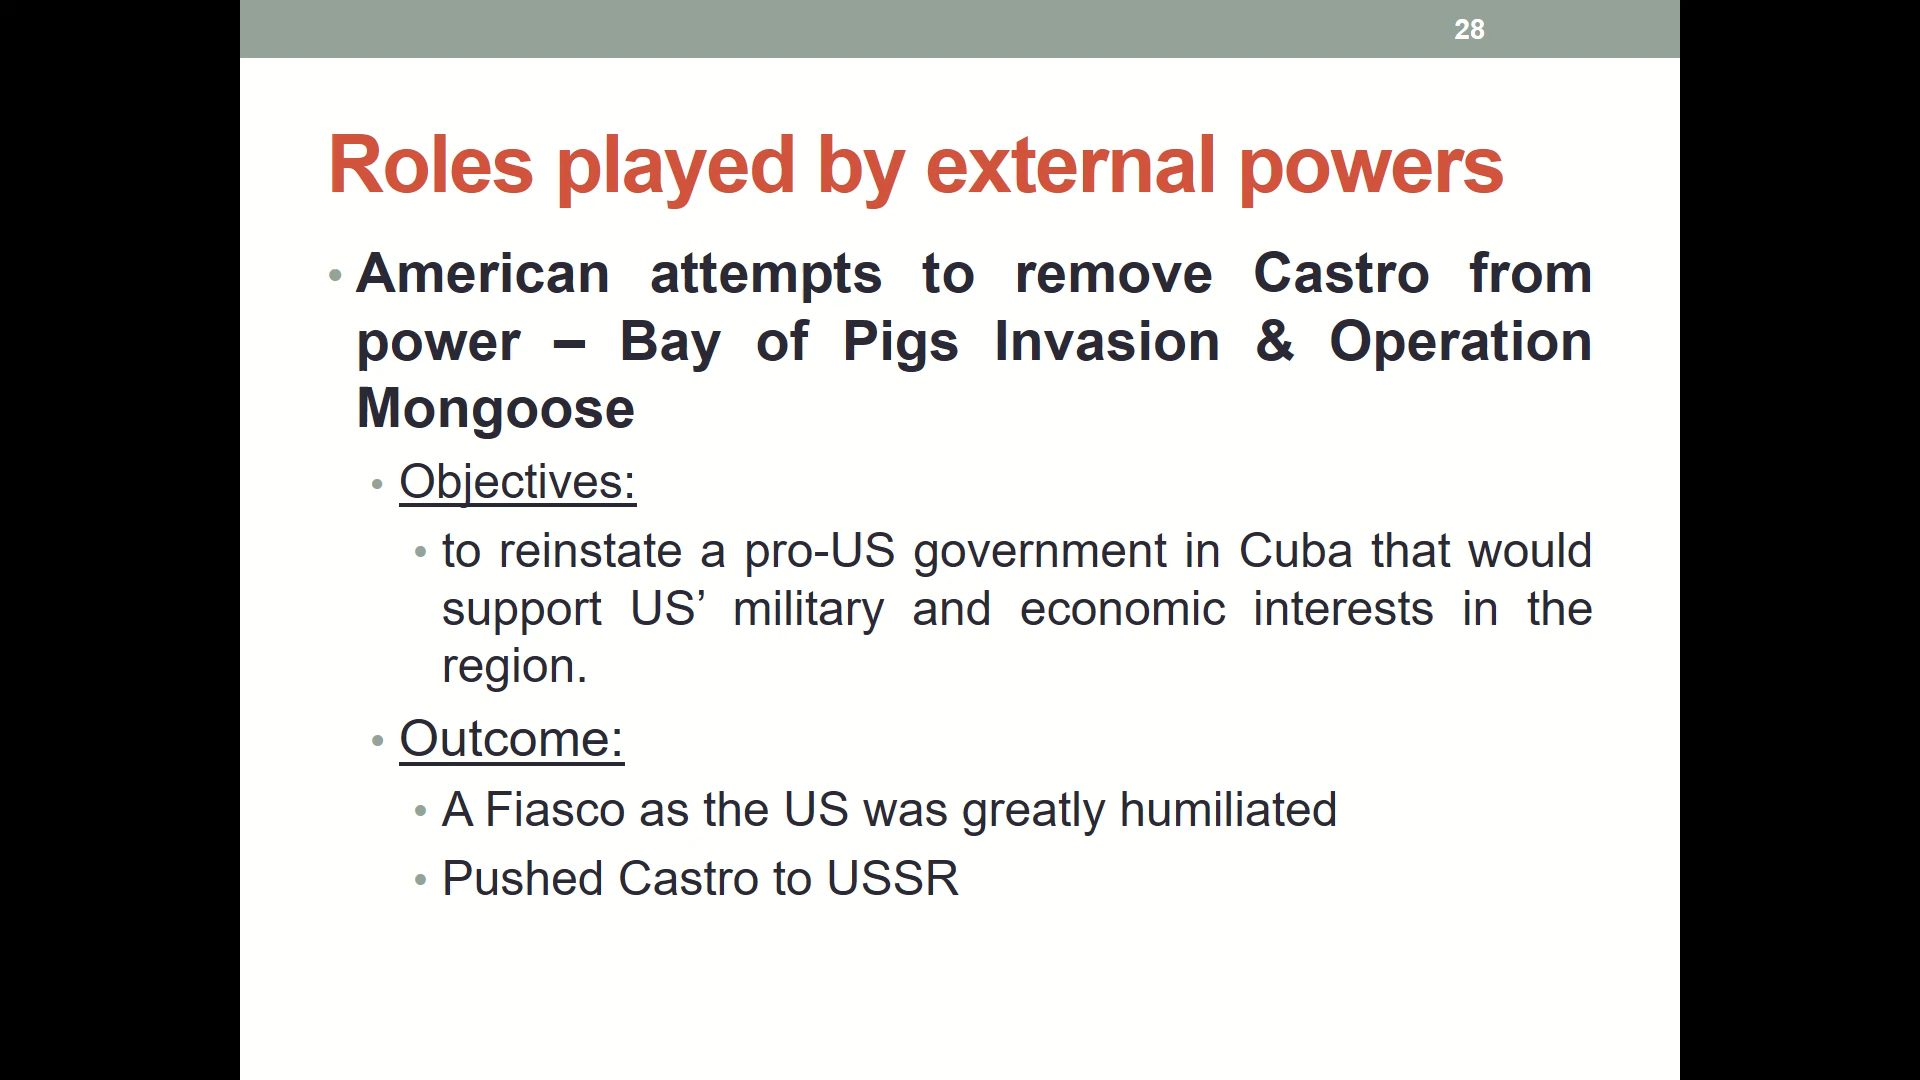 28
Roles played by external powers
• American attempts to remove Castro from
power – Bay of Pigs Invasion & Operation
Mongoose
• Objectives:
• to reinstate a pro-US government in Cuba that would
support US’ military and economic interests in the
region.
• Outcome:
• A Fiasco as the US was greatly humiliated
• Pushed Castro to USSR